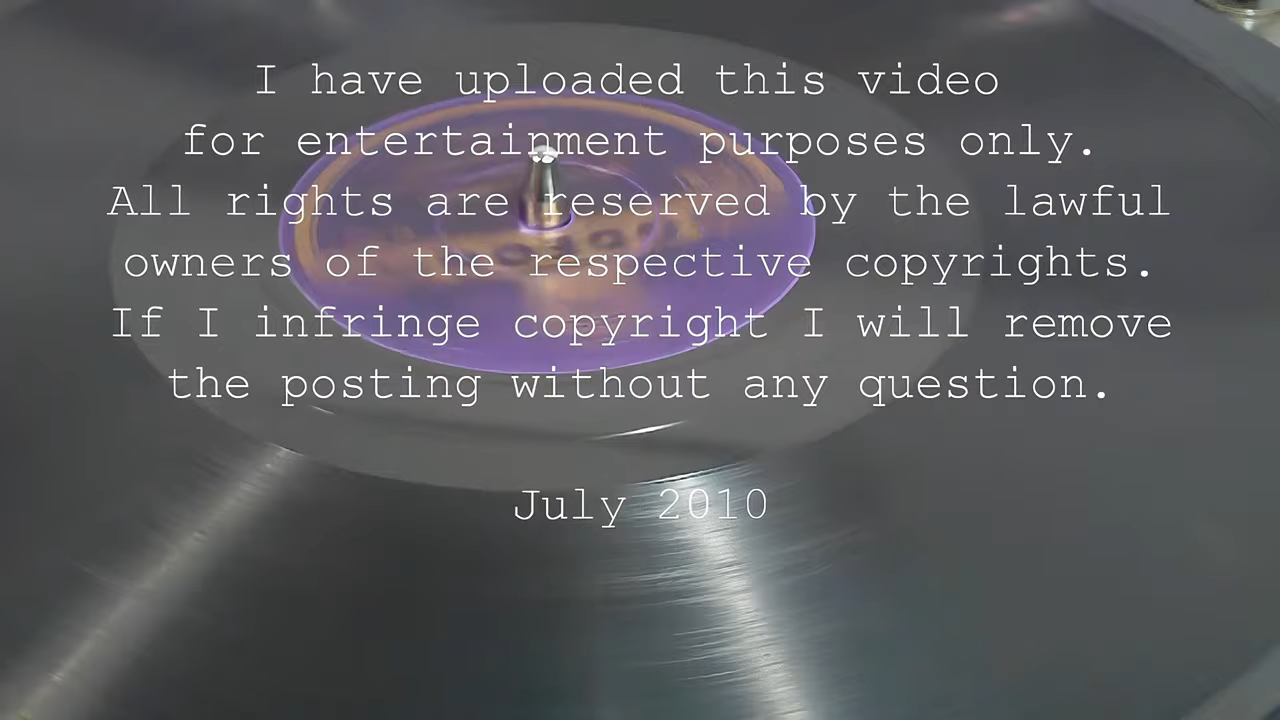 I have uploaded this video
for entertainment purposes only.
All rights are reserved by the lawful
owners of the respective copyrights.
If I infringe copyright I will remove
the posting without any question.
July 2010